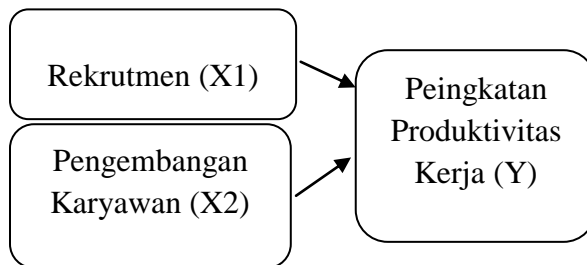 Rekrutmen (X1)
Pengembangan
Karyawan (X2)
Peingkatan
Produktivitas
Kerja (Y)